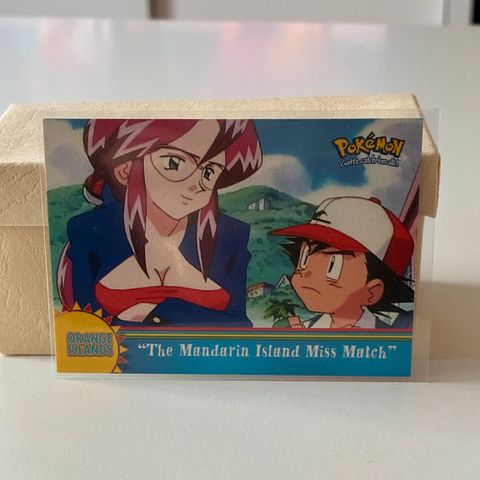 POKéMON
Gotta catch 'em all!
ORANGE
ISLANDS
"The Mandarin Island Miss Match"